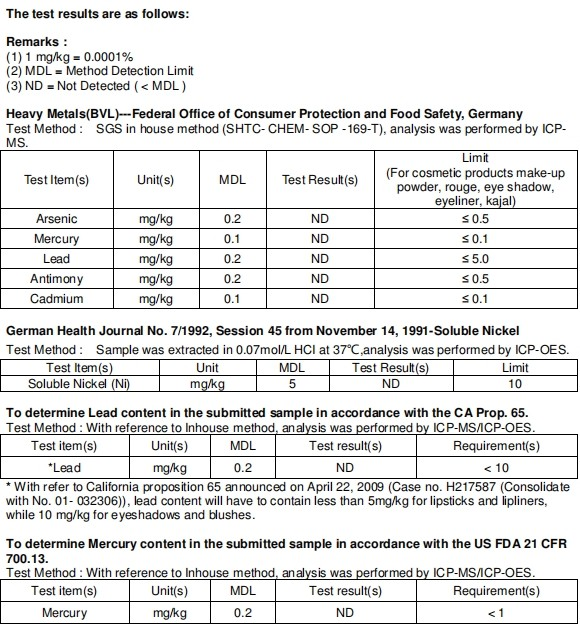 The test results are as follows:
Remarks :
(1) 1 mg/kg = 0.0001%
(2) MDL = Method Detection Limit
(3) ND = Not Detected ( < MDL )
Heavy Metals(BVL)---Federal Office of Consumer Protection and Food Safety, Germany
Test Method : SGS in house method (SHTC- CHEM- SOP -169-T), analysis was performed by ICP-
MS.
Test Item(s) Unit(s) MDL Test Result(s) Limit
(For cosmetic products make-up
powder, rouge, eye shadow,
eyeliner, kajal)
Arsenic mg/kg 0.2 ND ≤ 0.5
Mercury mg/kg 0.1 ND ≤ 0.1
Lead mg/kg 0.2 ND ≤ 5.0
Antimony mg/kg 0.2 ND ≤ 0.5
Cadmium mg/kg 0.1 ND ≤ 0.1
German Health Journal No. 7/1992, Session 45 from November 14, 1991-Soluble Nickel
Test Method : Sample was extracted in 0.07mol/L HCl at 37℃,analysis was performed by ICP-OES.
Test Item(s) Unit MDL Test Result(s) Limit
Soluble Nickel (Ni) mg/kg 5 ND 10
To determine Lead content in the submitted sample in accordance with the CA Prop. 65.
Test Method : With reference to Inhouse method, analysis was performed by ICP-MS/ICP-OES.
Test item(s) Unit(s) MDL Test result(s) Requirement(s)
*Lead mg/kg 0.2 ND < 10
* With refer to California proposition 65 announced on April 22, 2009 (Case no. H217587 (Consolidate
with No. 01- 032306)), lead content will have to contain less than 5mg/kg for lipsticks and lipliners,
while 10 mg/kg for eyeshadows and blushes.
To determine Mercury content in the submitted sample in accordance with the US FDA 21 CFR
700.13.
Test Method : With reference to Inhouse method, analysis was performed by ICP-MS/ICP-OES.
Test item(s) Unit(s) MDL Test result(s) Requirement(s)
Mercury mg/kg 0.2 ND < 1